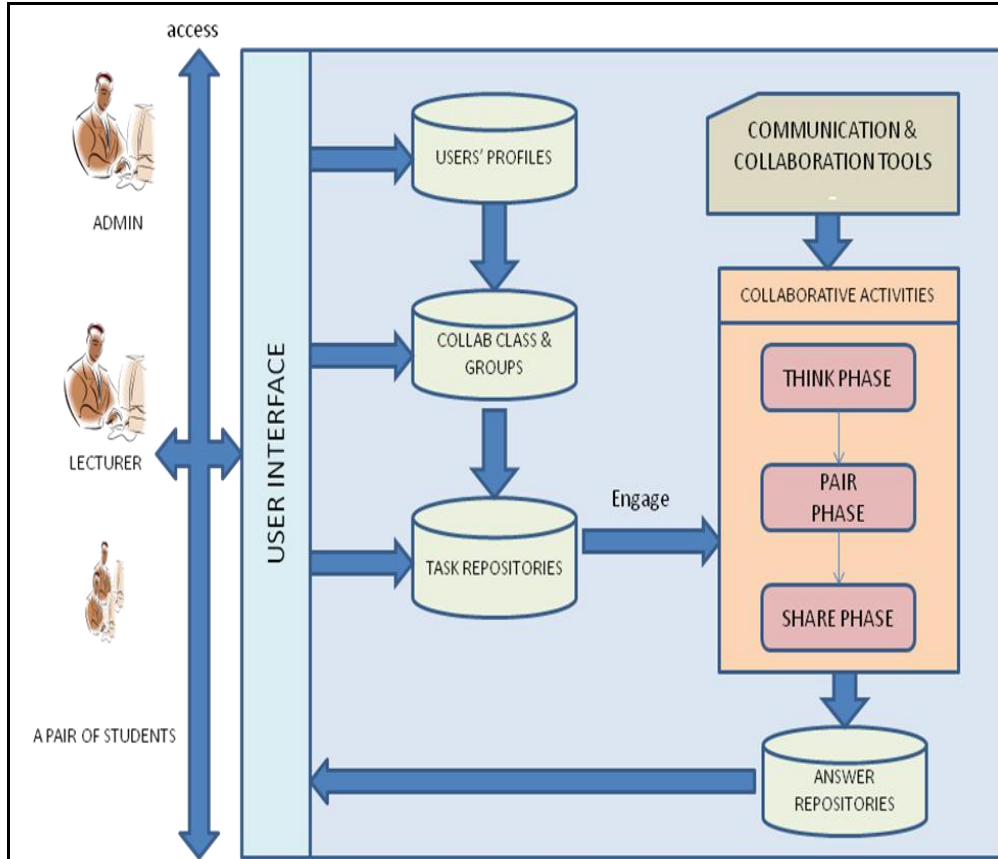 access
ADMIN
LECTURER
A PAIR OF STUDENTS
USER INTERFACE
USERS' PROFILES
COLLAB CLASS &
GROUPS
TASK REPOSITORIES
Engage
COMMUNICATION &
COLLABORATION TOOLS
COLLABORATIVE ACTIVITIES
THINK PHASE
PAIR
PHASE
SHARE PHASE
ANSWER
REPOSITORIES